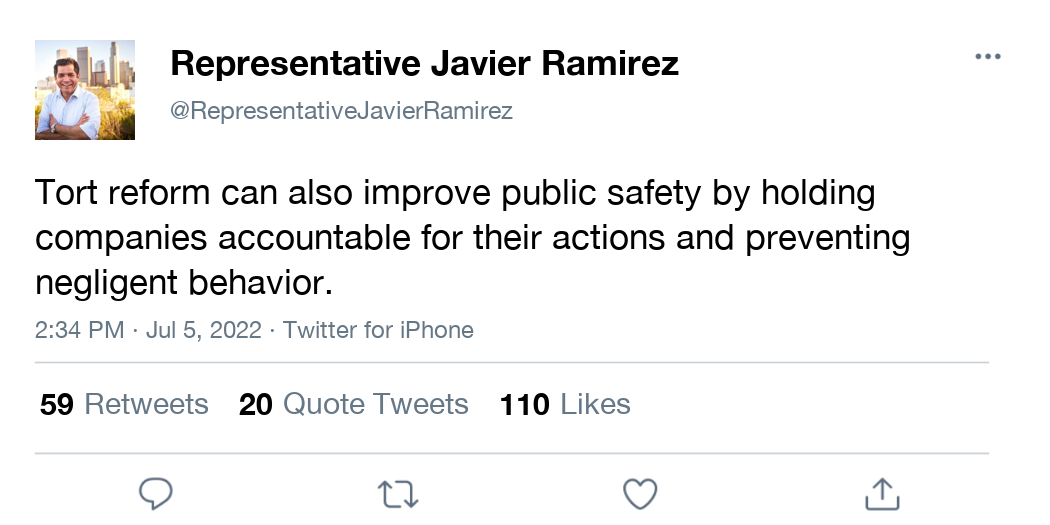 Representative Javier Ramirez
@RepresentativeJavierRamirez
Tort reform can also improve public safety by holding
companies accountable for their actions and preventing
negligent behavior.
2:34 PM · Jul 5, 2022 · Twitter for iPhone
59 Retweets 20 Quote Tweets 110 Likes